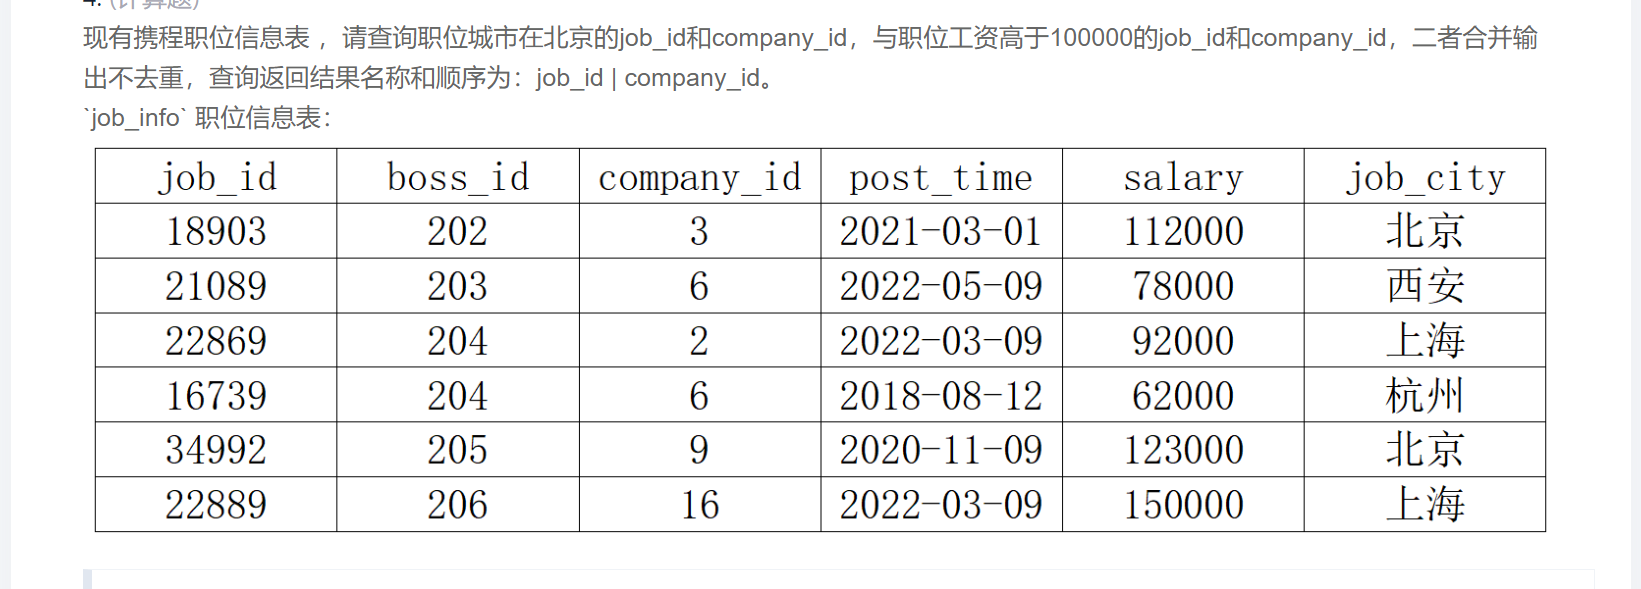 4. (计算题)
现有携程职位信息表，请查询职位城市在北京的job_id和company_id，与职位工资高于100000的job_id和company_id，二者合并输
出不去重，查询返回结果名称和顺序为：job_id | company_id。
`job_info` 职位信息表：
job_id boss_id company_id post_time salary job_city
18903 202 3 2021-03-01 112000 北京
21089 203 6 2022-05-09 78000 西安
22869 204 2 2022-03-09 92000 上海
16739 204 6 2018-08-12 62000 杭州
34992 205 9 2020-11-09 123000 北京
22889 206 16 2022-03-09 150000 上海